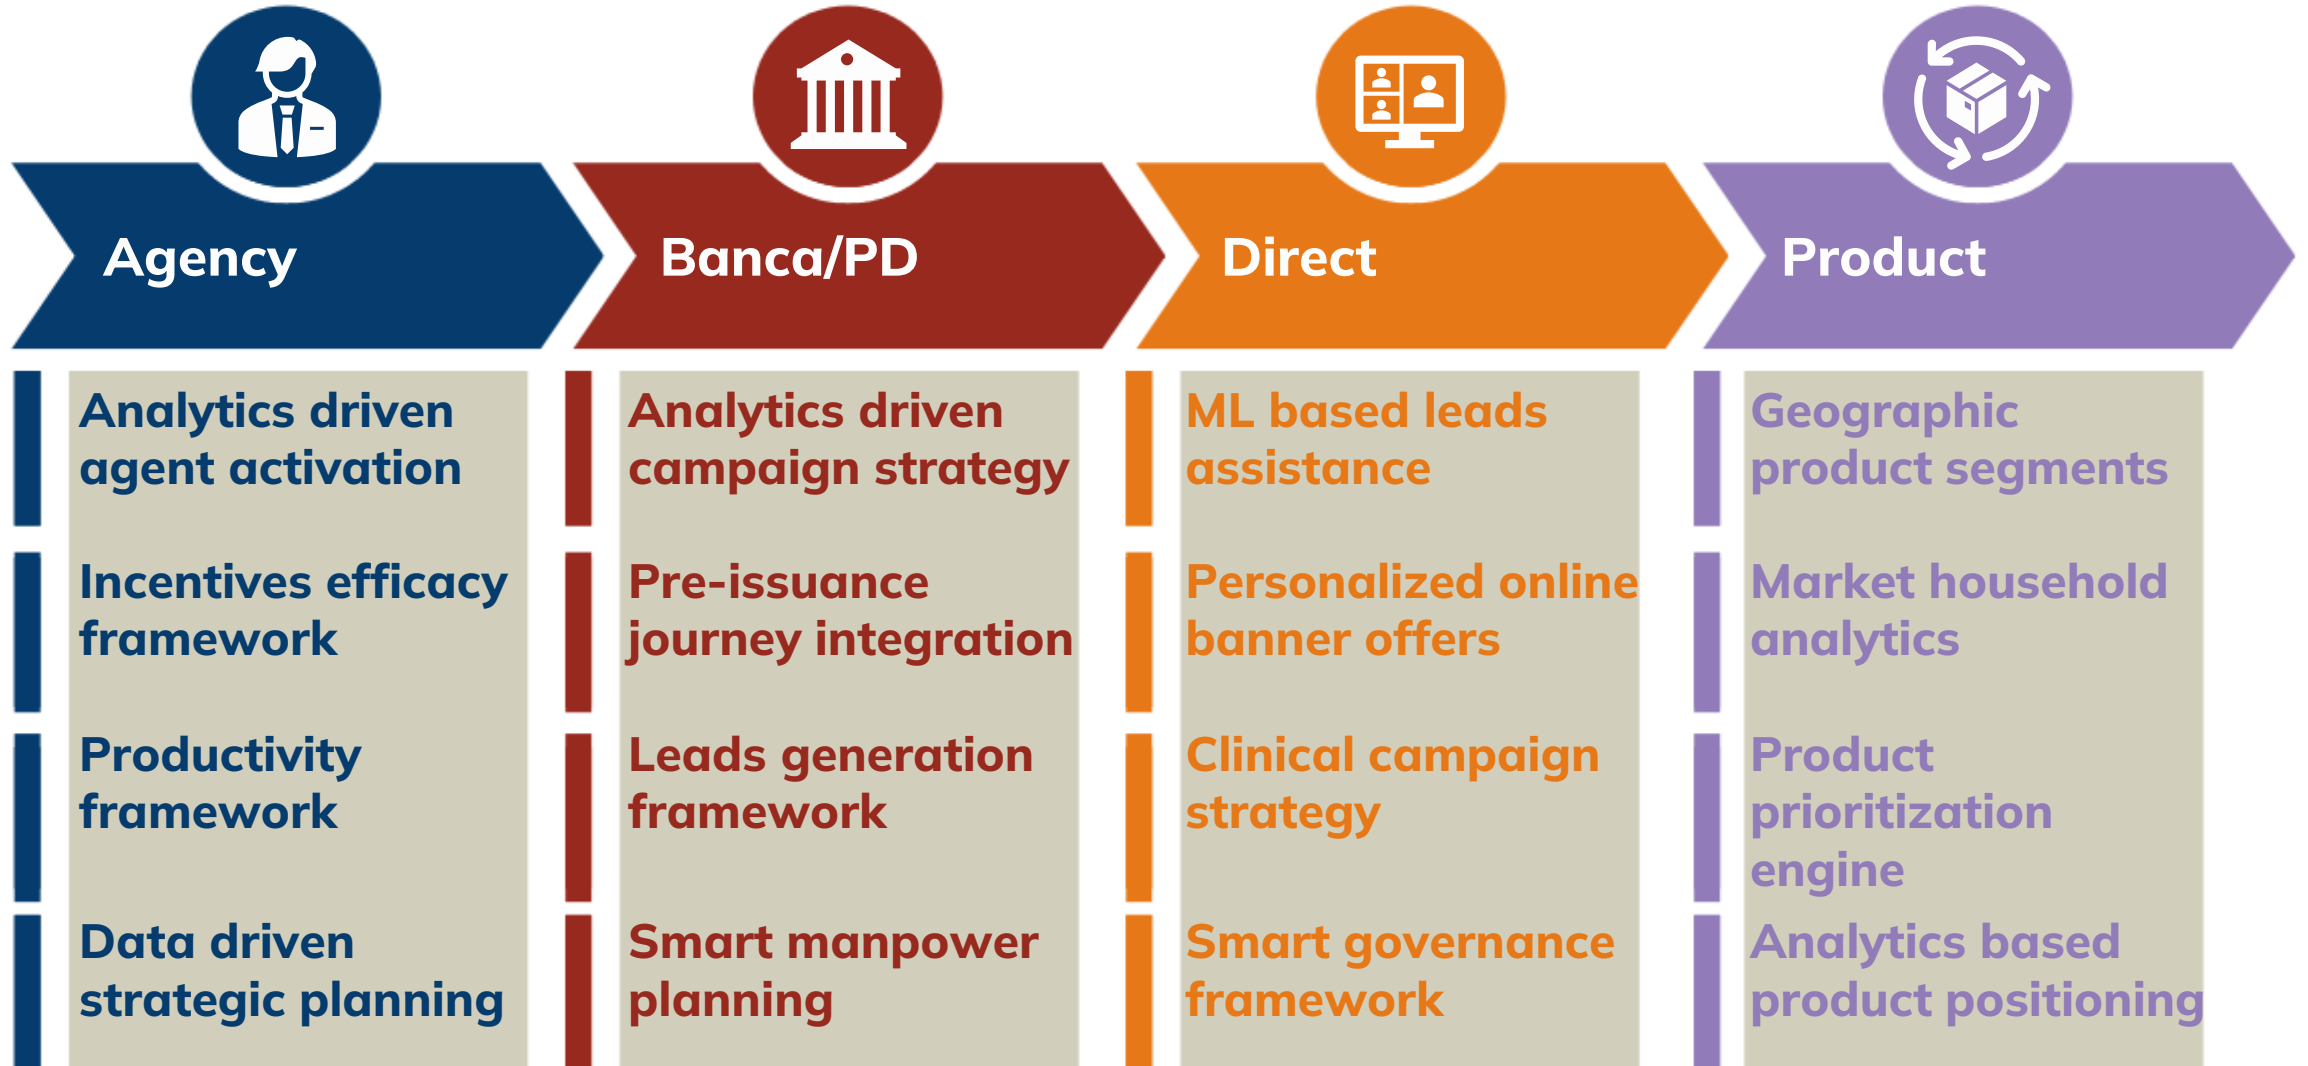 Agency
Analytics driven
agent activation
Incentives efficacy
framework
Productivity
framework
Data driven
strategic planning
Banca/PD
Analytics driven
campaign strategy
Pre-issuance
journey integration
Leads generation
framework
Smart manpower
planning
Direct
ML based leads
assistance
Personalized online
banner offers
Clinical campaign
strategy
Smart governance
framework
Product
Geographic
product segments
Market household
analytics
Product
prioritization
engine
Analytics based
product positioning